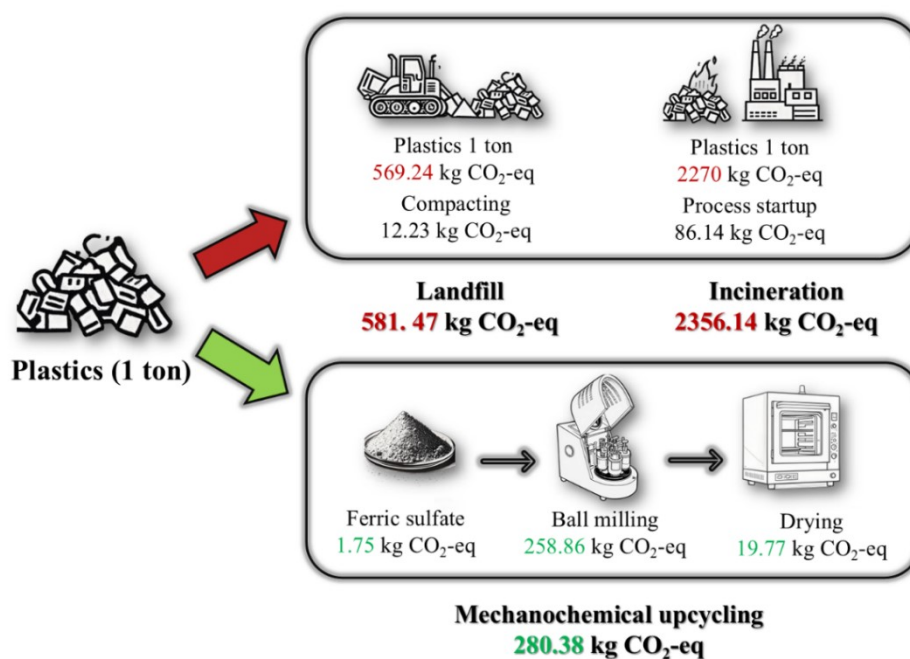 Plastics 1 ton
569.24 kg CO₂-eq
Compacting
12.23 kg CO₂-eq
Plastics 1 ton
2270 kg CO₂-eq
Process startup
86.14 kg CO₂-eq
Landfill
581. 47 kg CO₂-eq
Incineration
2356.14 kg CO₂-eq
Plastics (1 ton)
Ferric sulfate
1.75 kg CO₂-eq
Ball milling
258.86 kg CO₂-eq
Drying
19.77 kg CO₂-eq
Mechanochemical upcycling
280.38 kg CO₂-eq